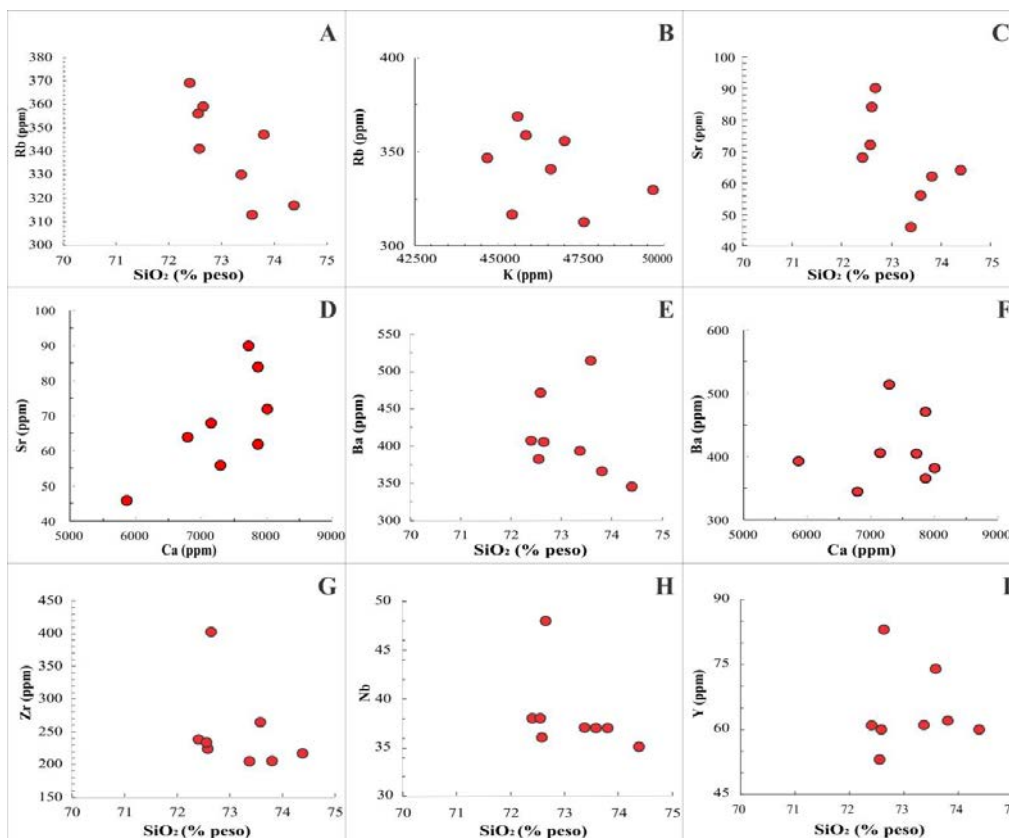 A
Rb (ppm)
380
370
360
350
340
330
320
310
300
70 71 72 73 74 75
SiO₂ (% peso)
B
Rb (ppm)
400
350
300
42500 45000 47500 50000
K (ppm)
C
Sr (ppm)
100
90
80
70
60
50
40
70 71 72 73 74 75
SiO₂ (% peso)
D
Sr (ppm)
100
90
80
70
60
50
40
5000 6000 7000 8000 9000
Ca (ppm)
E
Ba (ppm)
550
500
450
400
350
300
70 71 72 73 74 75
SiO₂ (% peso)
F
Ba (ppm)
600
500
400
300
5000 6000 7000 8000 9000
Ca (ppm)
G
Zr (ppm)
450
400
350
300
250
200
150
70 71 72 73 74 75
SiO₂ (% peso)
H
Nb
50
45
40
35
30
70 71 72 73 74 75
SiO₂ (% peso)
I
Y (ppm)
90
75
60
45
70 71 72 73 74 75
SiO₂ (% peso)